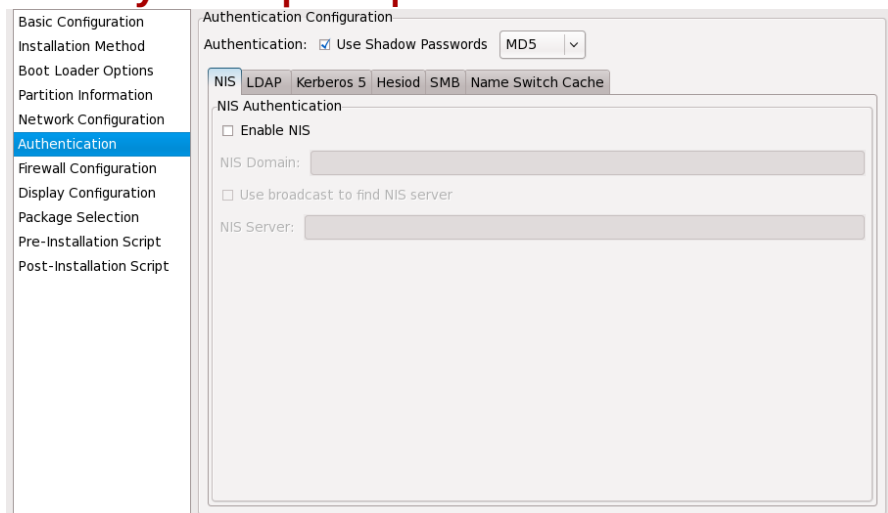 Basic Configuration
Installation Method
Boot Loader Options
Partition Information
Network Configuration
Authentication
Firewall Configuration
Display Configuration
Package Selection
Pre-Installation Script
Post-Installation Script
Authentication Configuration
Authentication: Use Shadow Passwords MD5
NIS LDAP Kerberos 5 Hesiod SMB Name Switch Cache
NIS Authentication
Enable NIS
NIS Domain:
Use broadcast to find NIS server
NIS Server: